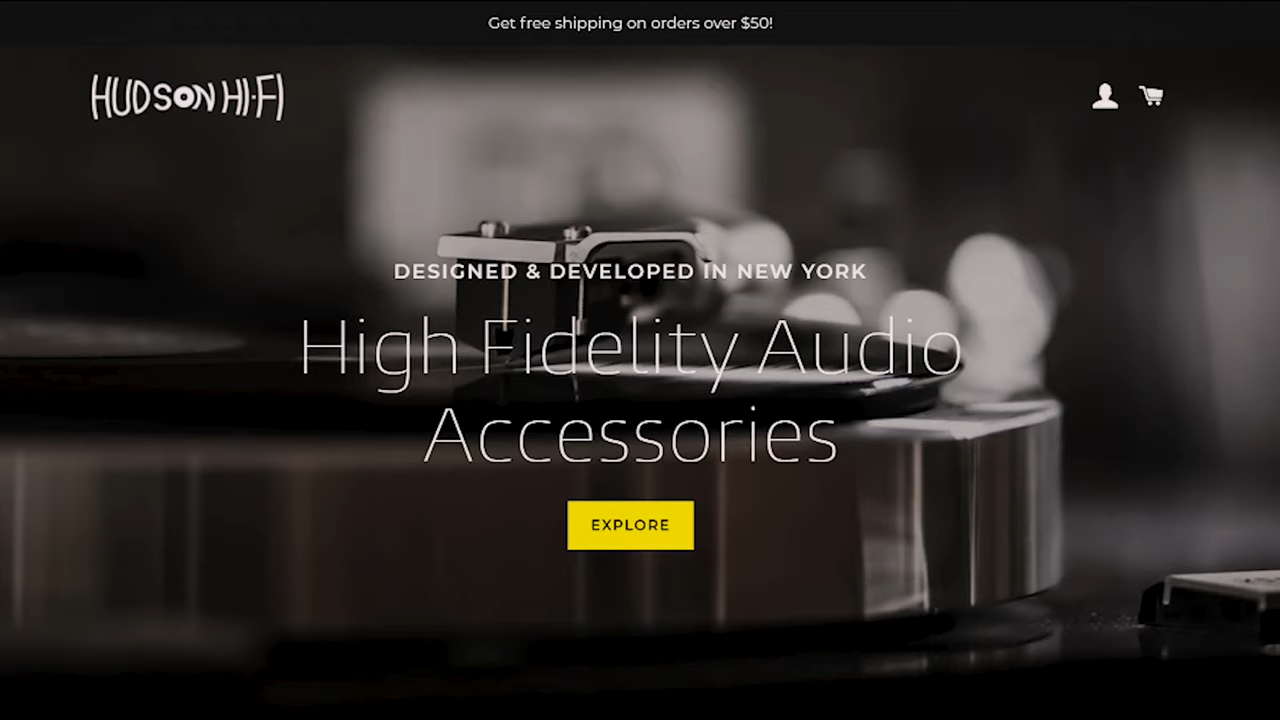 Get free shipping on orders over $50!
HUDSON HI-FI
DESIGNED & DEVELOPED IN NEW YORK
High Fidelity Audio
Accessories
EXPLORE